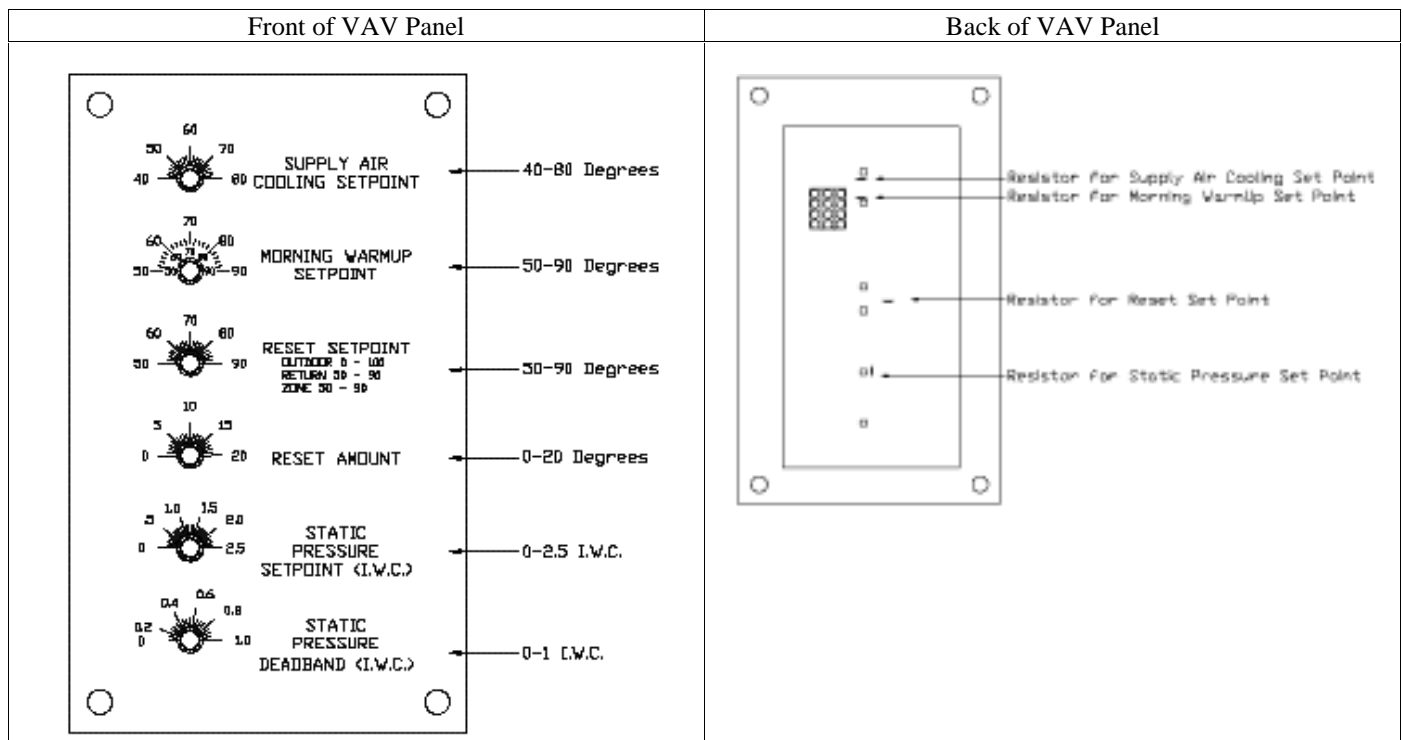 Front of VAV Panel
Back of VAV Panel
60
50 70
40 80
SUPPLY AIR
COOLING SETPOINT
40-80 Degrees
70
60 80
50 90
MORNING WARMUP
SETPOINT
50-90 Degrees
70
60 80
50 90
RESET SETPOINT
OUTDOOR 0 - 100
RETURN 50 - 90
ZONE 50 - 90
50-90 Degrees
10
5 15
0 20
RESET AMOUNT
0-20 Degrees
1.0 1.5
.5 2.0
0 2.5
STATIC
PRESSURE
SETPOINT (I.W.C.)
0-2.5 I.W.C.
0.4 0.6
0.2 0.8
0 1.0
STATIC
PRESSURE
DEADBAND (I.W.C.)
0-1 I.W.C.
Resistor for Supply Air Cooling Set Point
Resistor for Morning WarmUp Set Point
Resistor for Reset Set Point
Resistor for Static Pressure Set Point